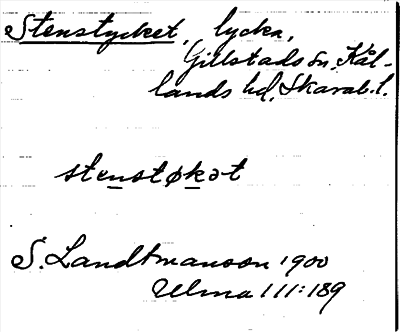 Stenstycket, lycka,
Gillstads sn, Kål-
lands hd, Skarab.l.
stenstøkət
S. Landtmanson 1900
Ulma 111:189